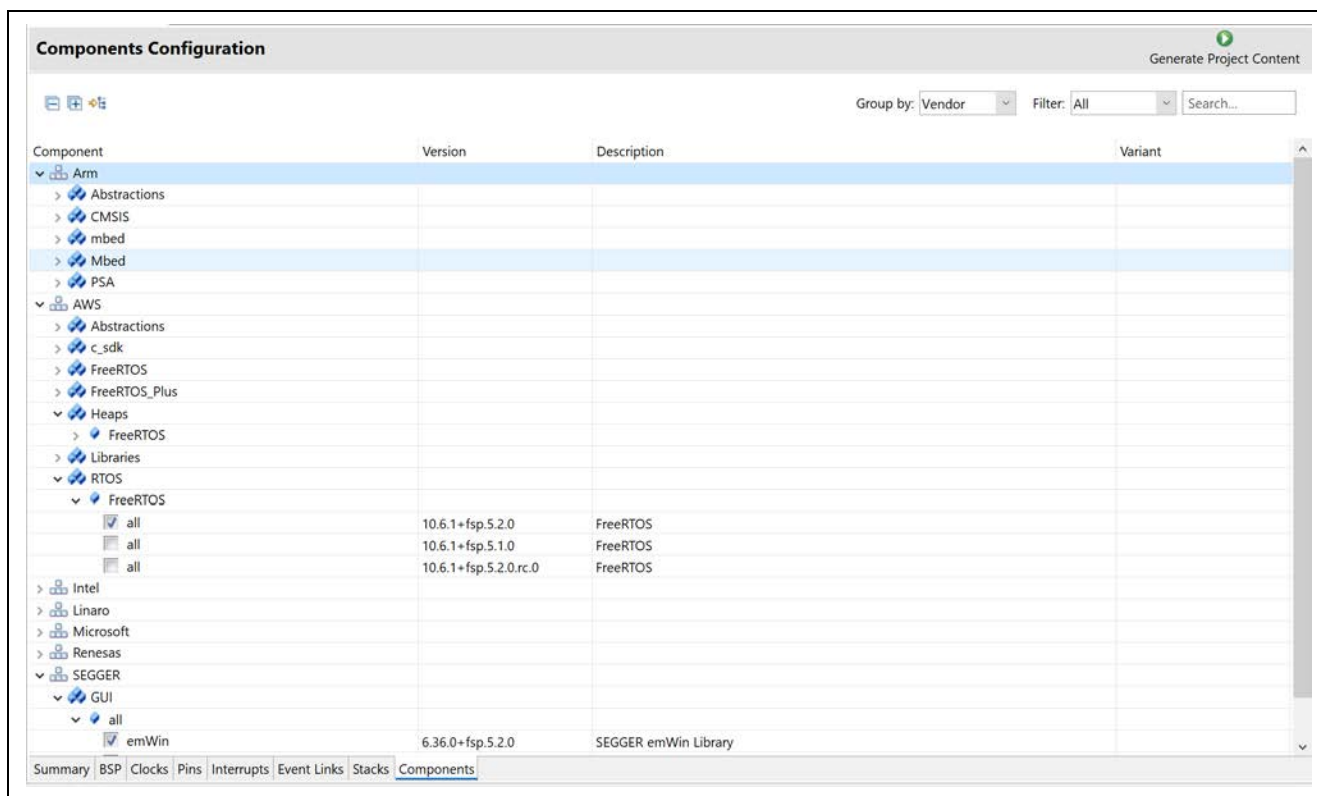 Components Configuration
Generate Project Content
Group by: Vendor Filter: All Search...
Component Version Description Variant
Arm
Abstractions
CMSIS
mbed
Mbed
PSA
AWS
Abstractions
c_sdk
FreeRTOS
FreeRTOS_Plus
Heaps
FreeRTOS
Libraries
RTOS
FreeRTOS
all 10.6.1+fsp.5.2.0 FreeRTOS
all 10.6.1+fsp.5.1.0 FreeRTOS
all 10.6.1+fsp.5.2.0.rc.0 FreeRTOS
Intel
Linaro
Microsoft
Renesas
SEGGER
GUI
all
emWin 6.36.0+fsp.5.2.0 SEGGER emWin Library
Summary BSP Clocks Pins Interrupts Event Links Stacks Components